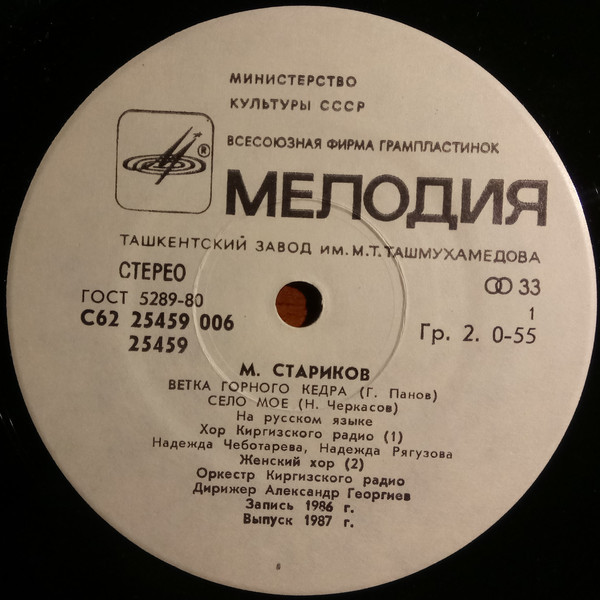 МИНИСТЕРСТВО
КУЛЬТУРЫ СССР
ВСЕСОЮЗНАЯ ФИРМА ГРАМПЛАСТИНОК
®
МЕЛОДИЯ
ТАШКЕНТСКИЙ ЗАВОД ИМ. М.Т. ТАШМУХАМЕДОВА
СТЕРЕО
33
ГОСТ 5289-80
1
С62 25459 006
Гр. 2. 0-55
25459
М. СТАРИКОВ
ВЕТКА ГОРНОГО КЕДРА (Г. Панов)
СЕЛО МОЕ (Н. Черкасов)
На русском языке
Хор Киргизского радио (1)
Надежда Чеботарева, Надежда Рягузова
Женский хор (2)
Оркестр Киргизского радио
Дирижер Александр Георгиев
Запись 1986 г.
Выпуск 1987 г.